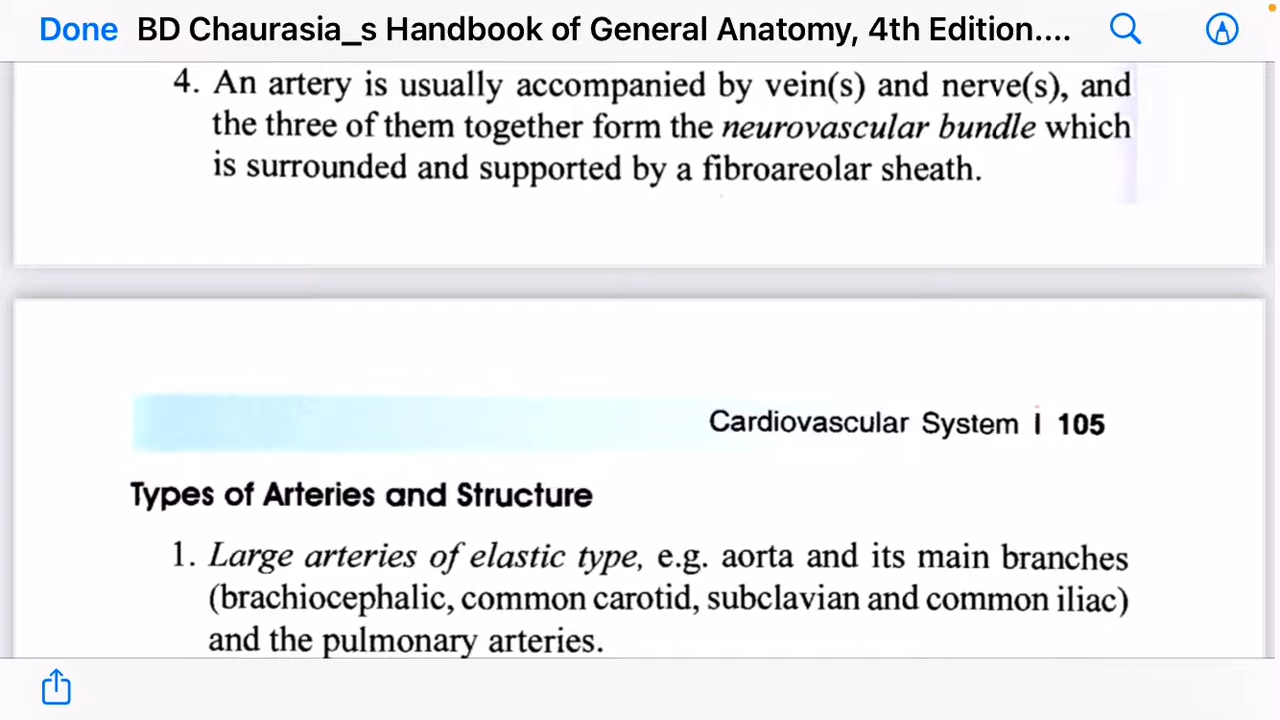 Done BD Chaurasia_s Handbook of General Anatomy, 4th Edition....
4. An artery is usually accompanied by vein(s) and nerve(s), and
the three of them together form the neurovascular bundle which
is surrounded and supported by a fibroareolar sheath.
Cardiovascular System I 105
Types of Arteries and Structure
1. Large arteries of elastic type, e.g. aorta and its main branches
(brachiocephalic, common carotid, subclavian and common iliac)
and the pulmonary arteries.